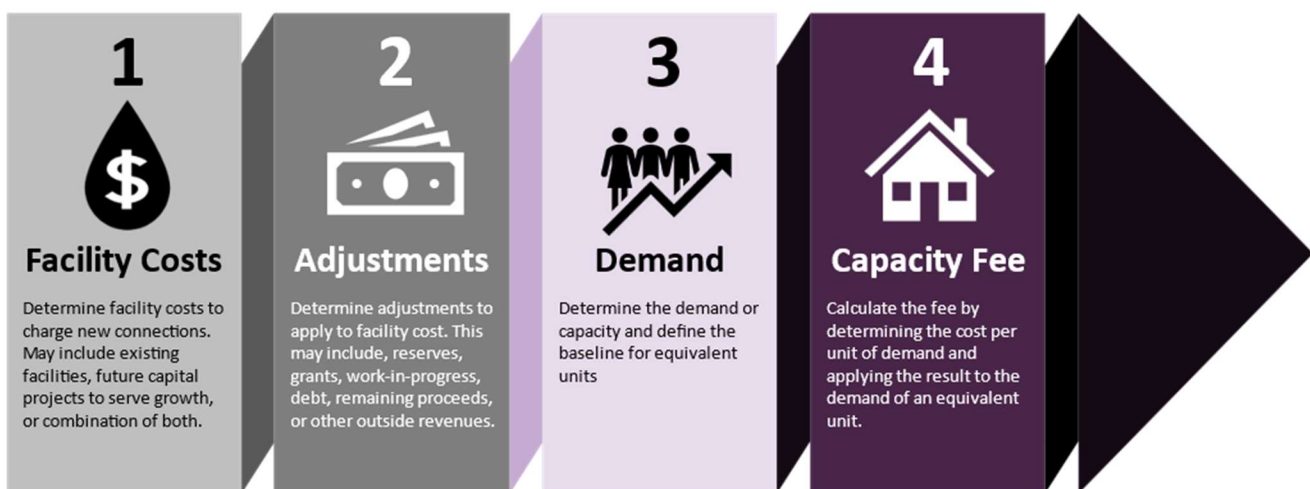 1
$
Facility Costs
Determine facility costs to
charge new connections.
May include existing
facilities, future capital
projects to serve growth,
or combination of both.
2
Adjustments
Determine adjustments to
apply to facility cost. This
may include, reserves,
grants, work-in-progress,
debt, remaining proceeds,
or other outside revenues.
3
Demand
Determine the demand or
capacity and define the
baseline for equivalent
units
4
Capacity Fee
Calculate the fee by
determining the cost per
unit of demand and
applying the result to the
demand of an equivalent
unit.